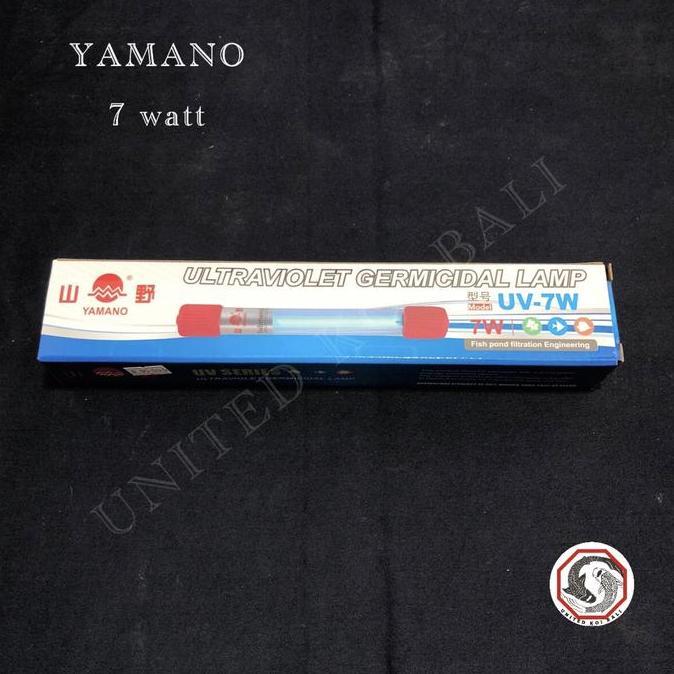 YAMANO
7 watt
ULTRAVIOLET GERMICIDAL LAMP
山 ® 野
YAMANO
型号
Model UV-7W
7W
Fish pond filtration Engineering
UV SERIES
ULTRAVIOLET GERMICIDAL LAMP
UNITED KOI BALI
UNITED KOI BALI